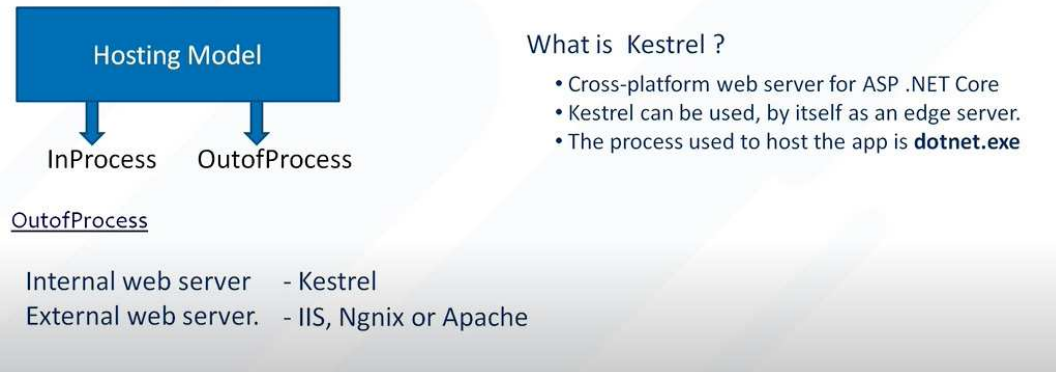 Hosting Model
InProcess
OutofProcess
What is Kestrel ?
• Cross-platform web server for ASP .NET Core
• Kestrel can be used, by itself as an edge server.
• The process used to host the app is dotnet.exe
OutofProcess
Internal web server - Kestrel
External web server. - IIS, Ngnix or Apache